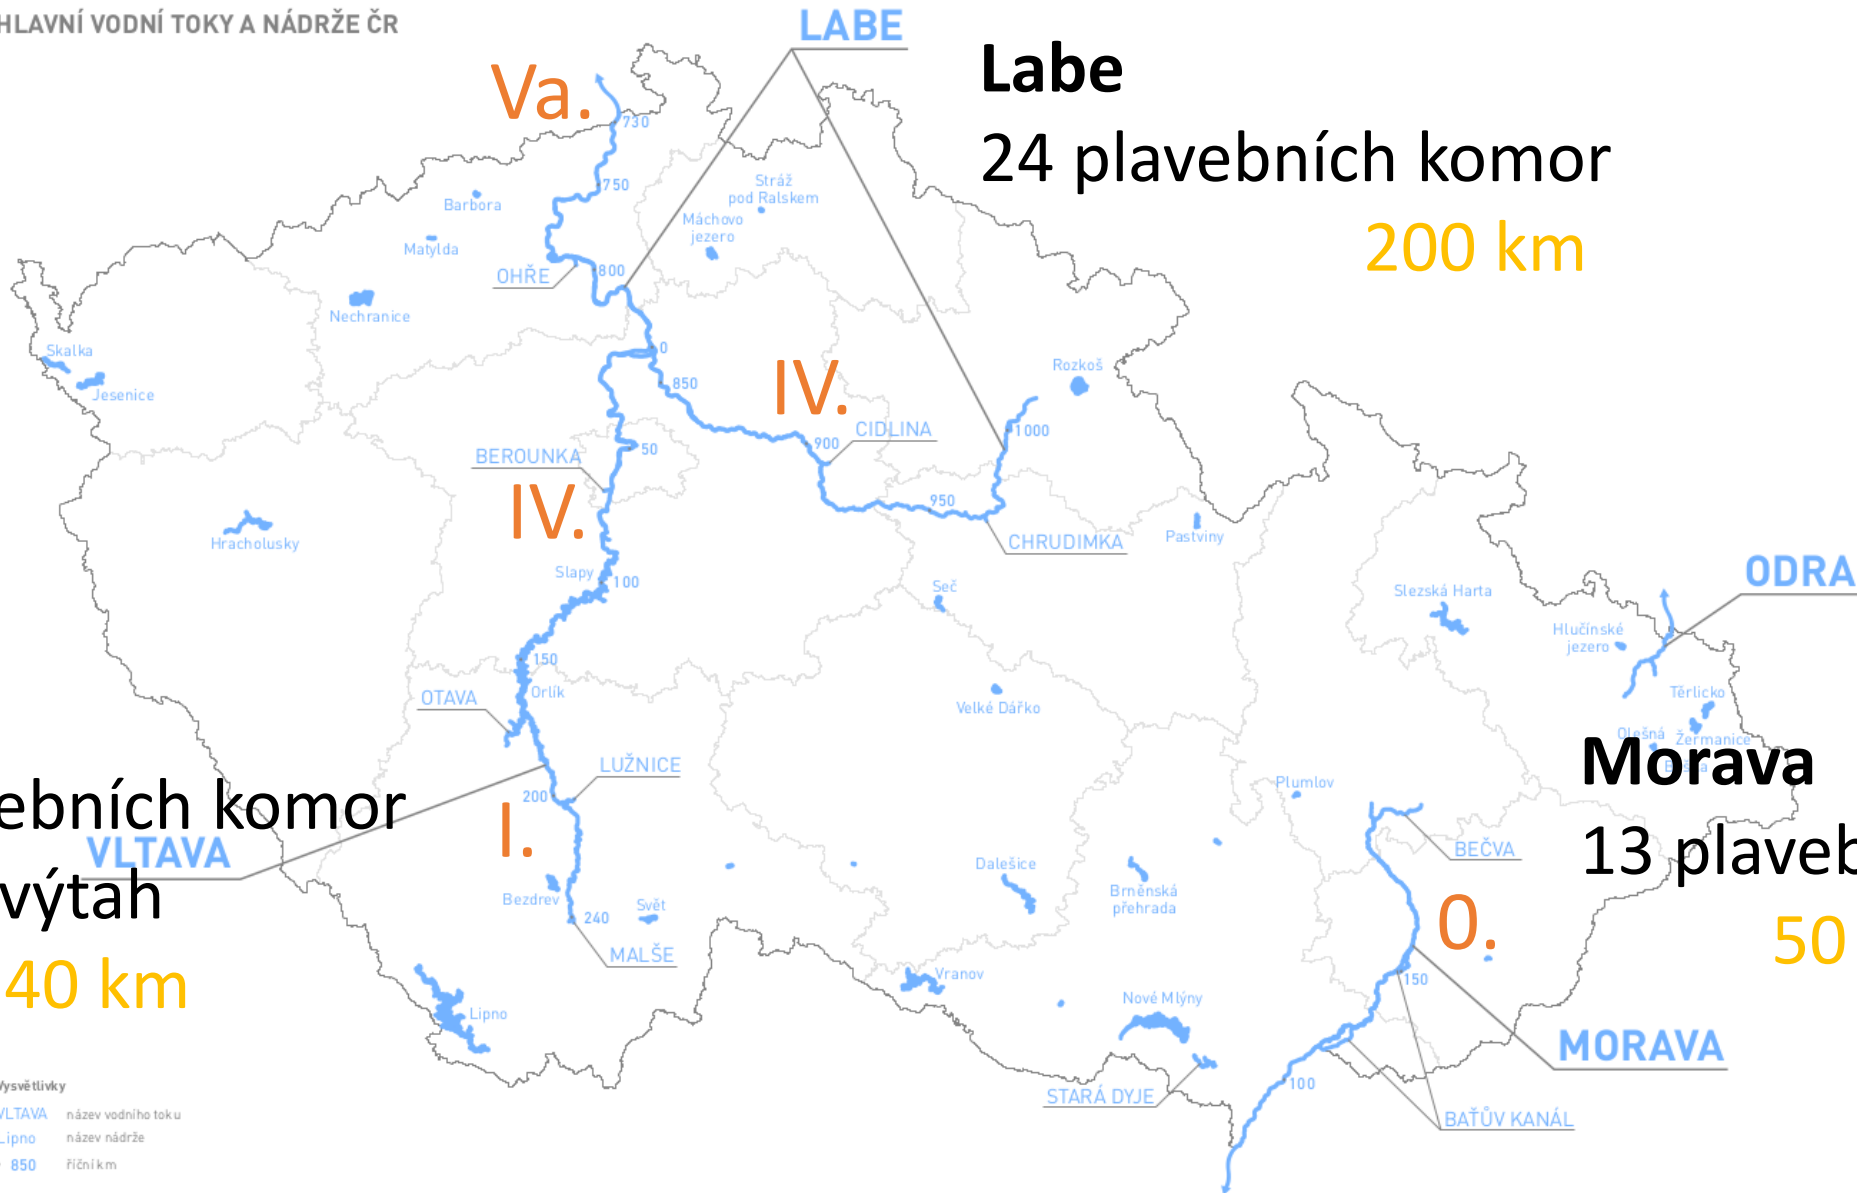 HLAVNÍ VODNÍ TOKY A NÁDRŽE ČR
LABE
Labe
24 plavebních komor
200 km
Va.
730
750
Stráž
pod Ralskem
Barbora
Máchovo
jezero
Matylda
OHŘE
800
Nechranice
Skalka
Jesenice
0
850
IV.
Rozkoš
CIDLINA
900
1000
BEROUNKA
50
IV.
950
Hracholusky
CHRUDIMKA
Pastviny
Slapy
100
Seč
Slezská Harta
ODRA
Hlučínské
jezero
150
Orlík
OTAVA
Velké Dářko
Těrlicko
Olešná
Žermanice
Morava
13 plaveb
50
LUŽNICE
200
I.
ebních komor
VLTAVA
výtah
40 km
Plumlov
BEČVA
Dalešice
Brněnská
přehrada
0.
Bezdrev
Svět
240
MALŠE
Vranov
150
Nové Mlýny
Lipno
MORAVA
100
STARÁ DYJE
BAŤŮV KANÁL
Vysvětlivky
VLTAVA název vodního toku
Lipno název nádrže
850 říční km